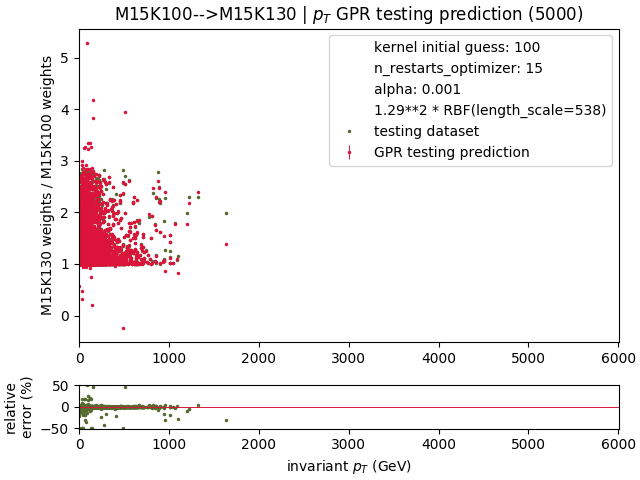 M15K100-->M15K130 | pT GPR testing prediction (5000)
kernel initial guess: 100
n_restarts_optimizer: 15
alpha: 0.001
1.29**2 * RBF(length_scale=538)
testing dataset
GPR testing prediction
M15K130 weights / M15K100 weights
5
4
3
2
1
0
0 1000 2000 3000 4000 5000 6000
relative
error (%)
50
0
−50
0 1000 2000 3000 4000 5000 6000
invariant pT (GeV)